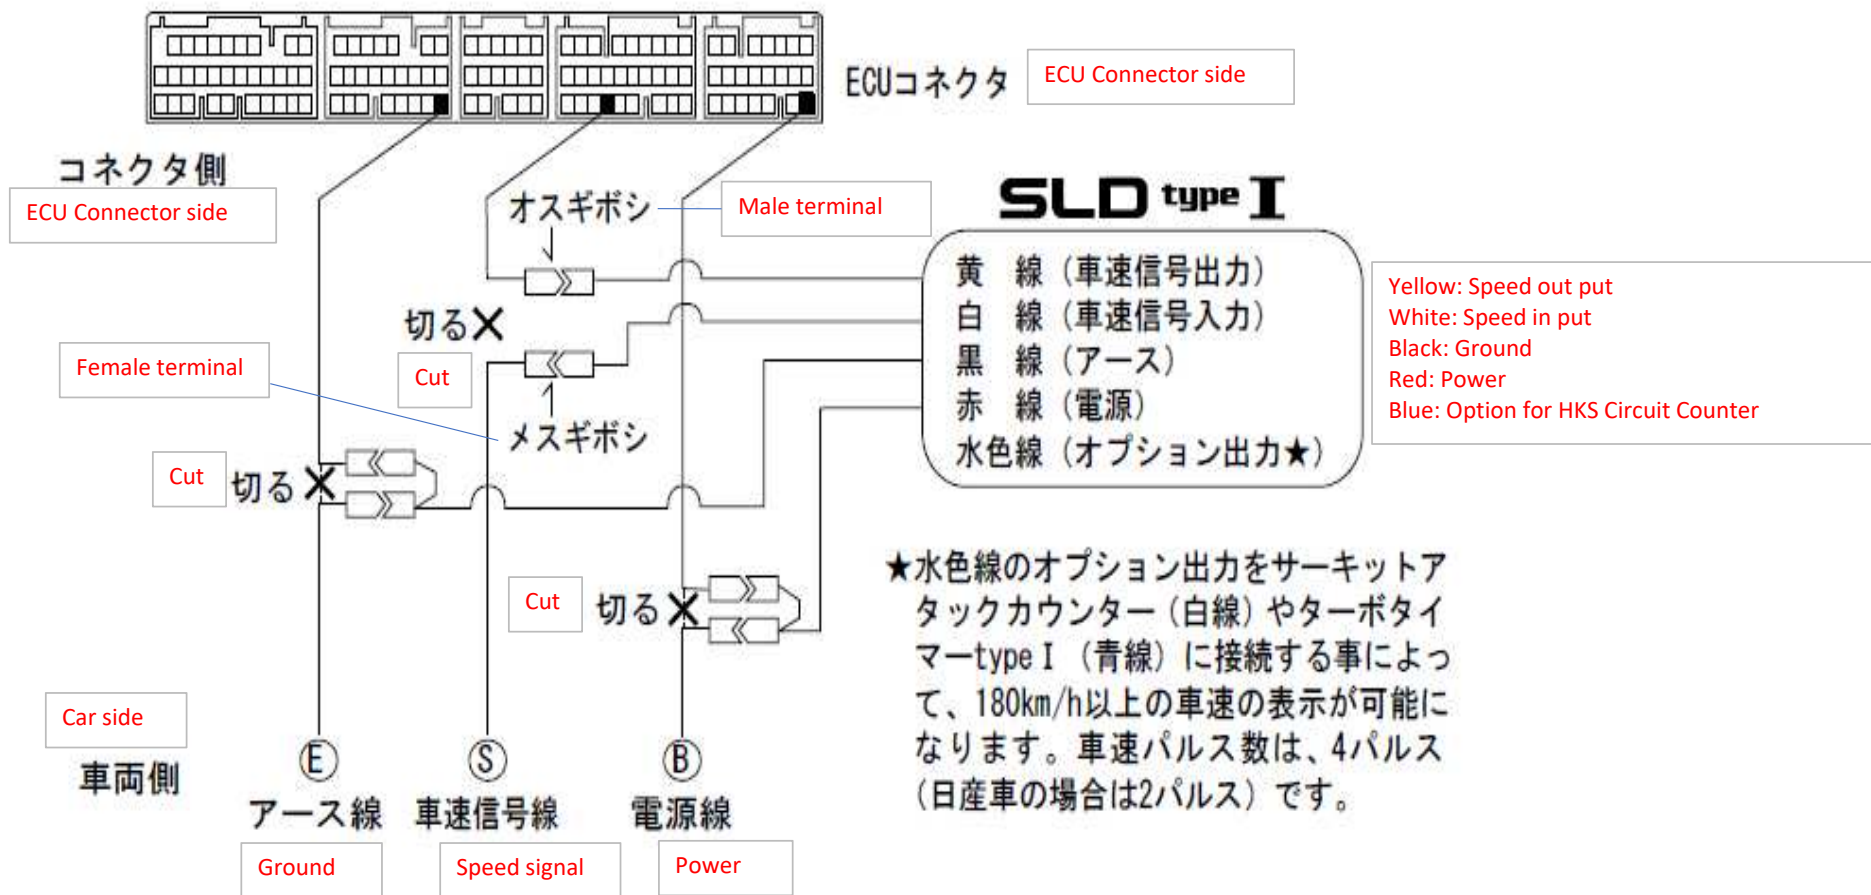 ECUコネクタ
ECU Connector side
コネクタ側
ECU Connector side
オスギボシ
Male terminal
SLD type I
黄 線（車速信号出力）
白 線（車速信号入力）
黒 線（アース）
赤 線（電源）
水色線（オプション出力★）
Yellow: Speed out put
White: Speed in put
Black: Ground
Red: Power
Blue: Option for HKS Circuit Counter
切る
Cut
Female terminal
メスギボシ
Cut
切る
Cut
切る
★水色線のオプション出力をサーキットア
タックカウンター（白線）やターボタイ
マーtype I （青線）に接続する事によっ
て、180km/h以上の車速の表示が可能に
なります。車速パルス数は、4パルス
（日産車の場合は2パルス）です。
Car side
車両側
E
S
B
アース線
車速信号線
電源線
Ground
Speed signal
Power